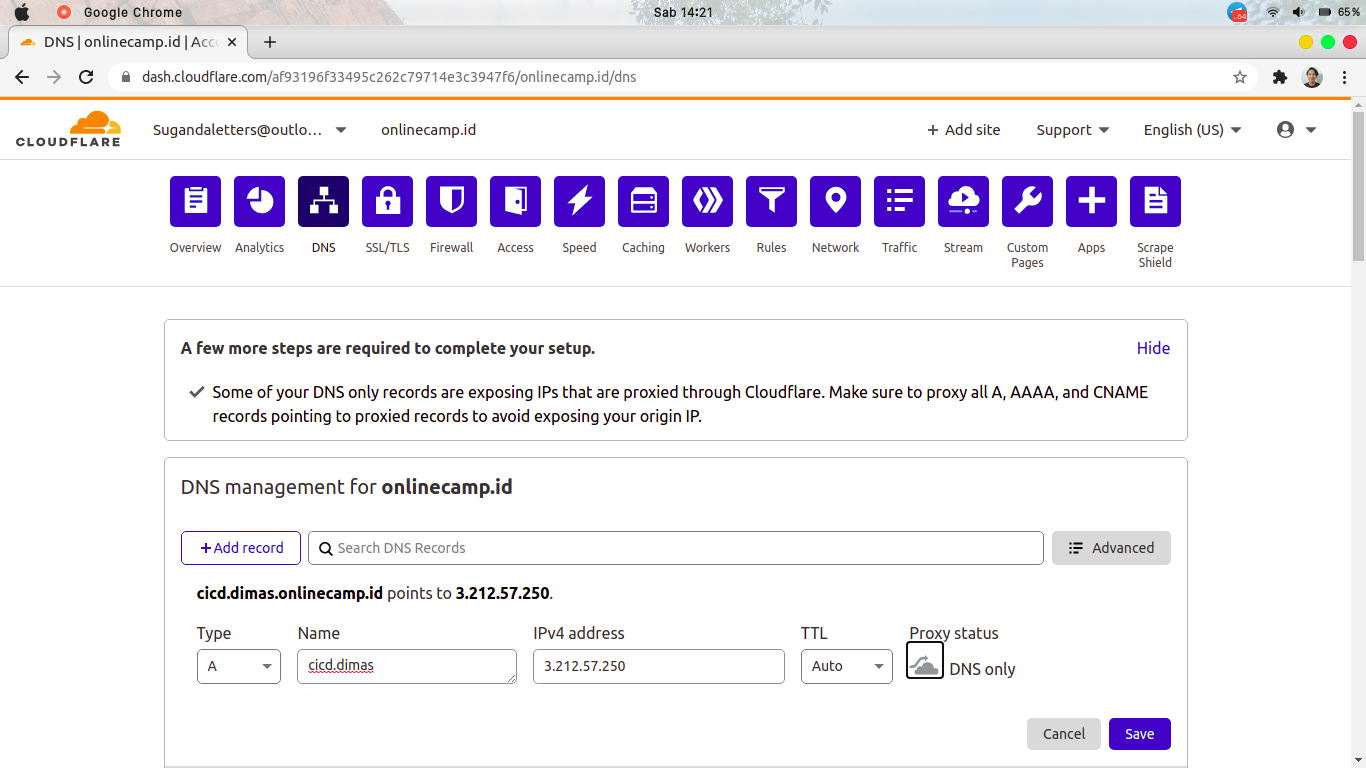 Google Chrome
Sab 14:21
65%
DNS | onlinecamp.id | Acc
dash.cloudflare.com/af93196f33495c262c79714e3c3947f6/onlinecamp.id/dns
CLOUDFLARE
Sugandaletters@outlo...
onlinecamp.id
+ Add site
Support
English (US)
Overview
Analytics
DNS
SSL/TLS
Firewall
Access
Speed
Caching
Workers
Rules
Network
Traffic
Stream
Custom Pages
Apps
Scrape Shield
A few more steps are required to complete your setup.
Hide
Some of your DNS only records are exposing IPs that are proxied through Cloudflare. Make sure to proxy all A, AAAA, and CNAME
records pointing to proxied records to avoid exposing your origin IP.
DNS management for onlinecamp.id
+Add record
Search DNS Records
Advanced
cicd.dimas.onlinecamp.id points to 3.212.57.250.
Type
Name
IPv4 address
TTL
Proxy status
A
cicd.dimas
3.212.57.250
Auto
DNS only
Cancel
Save